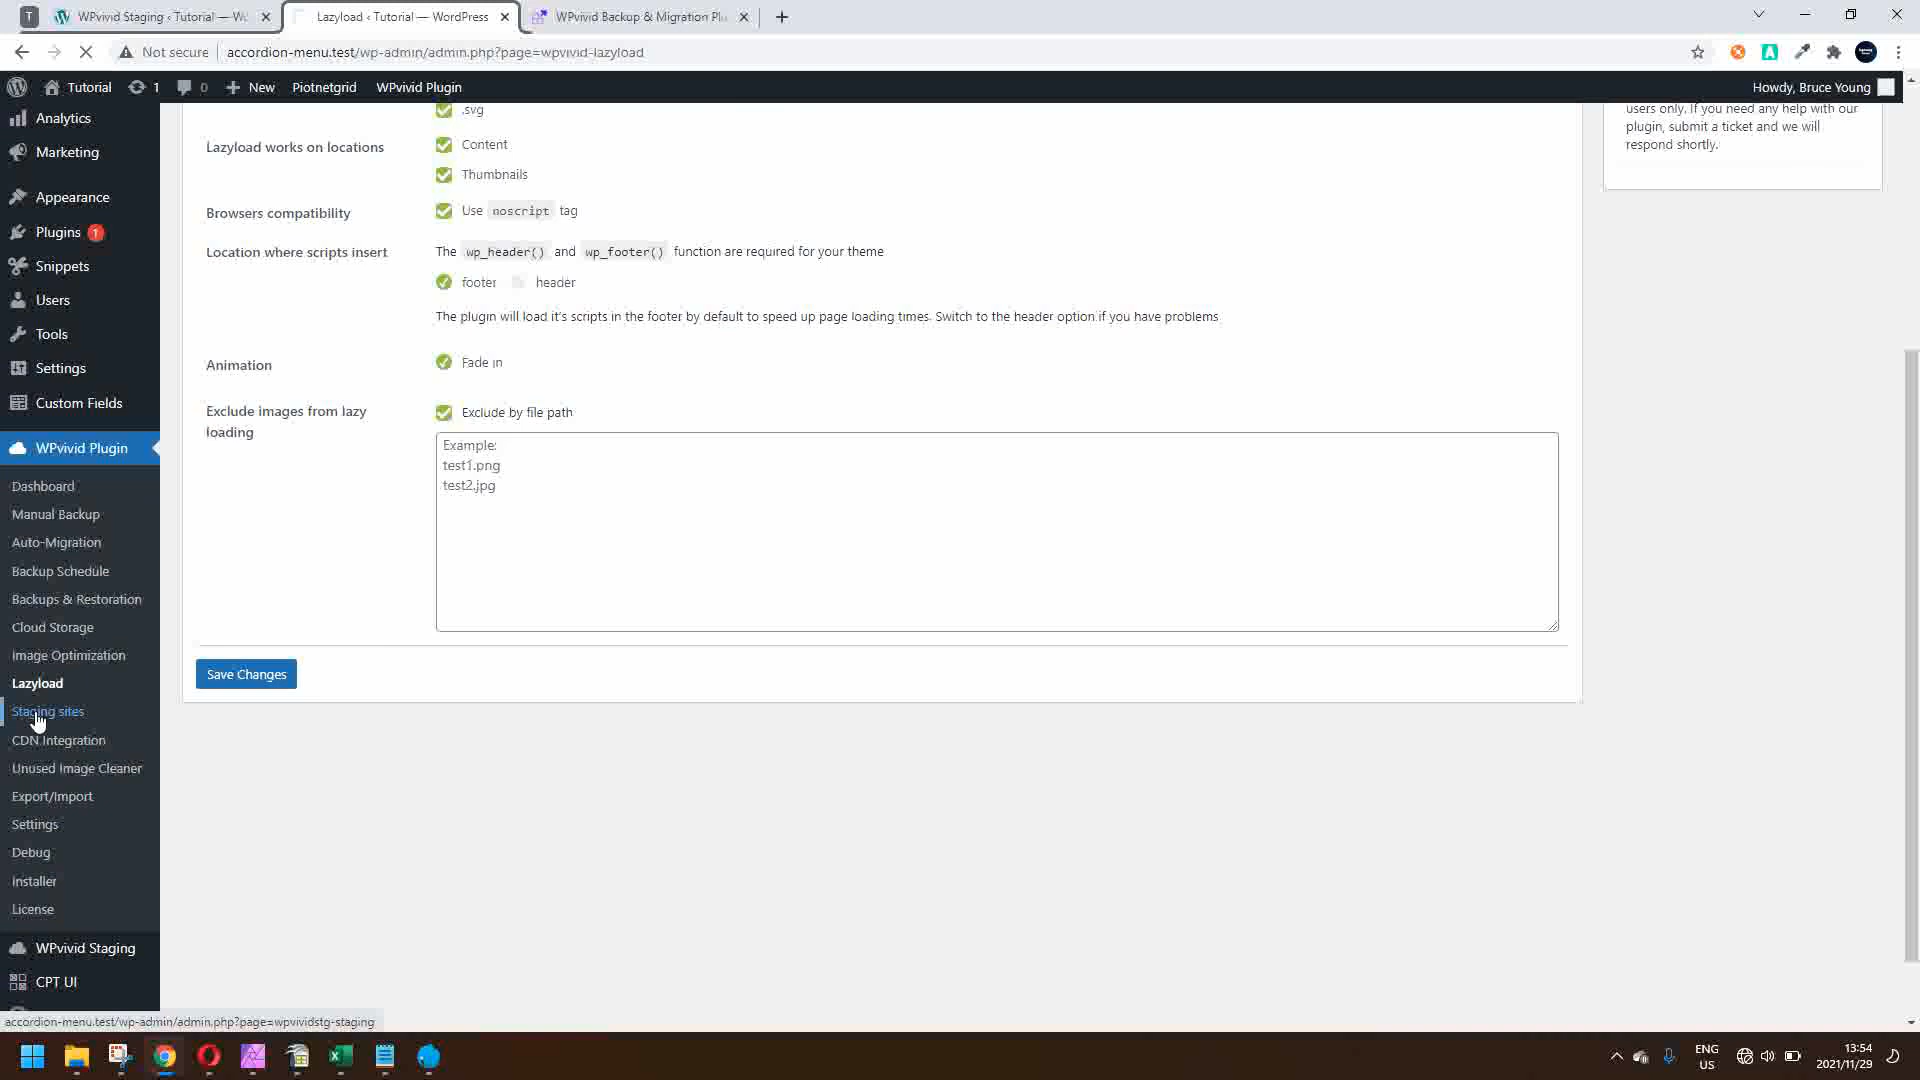 T
WPvivid Staging ‹ Tutorial — W
Lazyload ‹ Tutorial — WordPress
WPvivid Backup & Migration Plu
Not secure
accordion-menu.test/wp-admin/admin.php?page=wpvivid-lazyload
Tutorial
1
0
New
Piotnetgrid
WPvivid Plugin
Howdy, Bruce Young
Analytics
Marketing
Appearance
Plugins 1
Snippets
Users
Tools
Settings
Custom Fields
WPvivid Plugin
Dashboard
Manual Backup
Auto-Migration
Backup Schedule
Backups & Restoration
Cloud Storage
Image Optimization
Lazyload
Staging sites
CDN Integration
Unused Image Cleaner
Export/Import
Settings
Debug
Installer
License
WPvivid Staging
CPT UI
.svg
Lazyload works on locations
Content
Thumbnails
Browsers compatibility
Use noscript tag
Location where scripts insert
The wp_header() and wp_footer() function are required for your theme
footer header
The plugin will load it's scripts in the footer by default to speed up page loading times. Switch to the header option if you have problems
Animation
Fade in
Exclude images from lazy
loading
Exclude by file path
Example:
test1.png
test2.jpg
Save Changes
users only. If you need any help with our
plugin, submit a ticket and we will
respond shortly.
accordion-menu.test/wp-admin/admin.php?page=wpvividstg-staging
ENG
US
13:54
2021/11/29